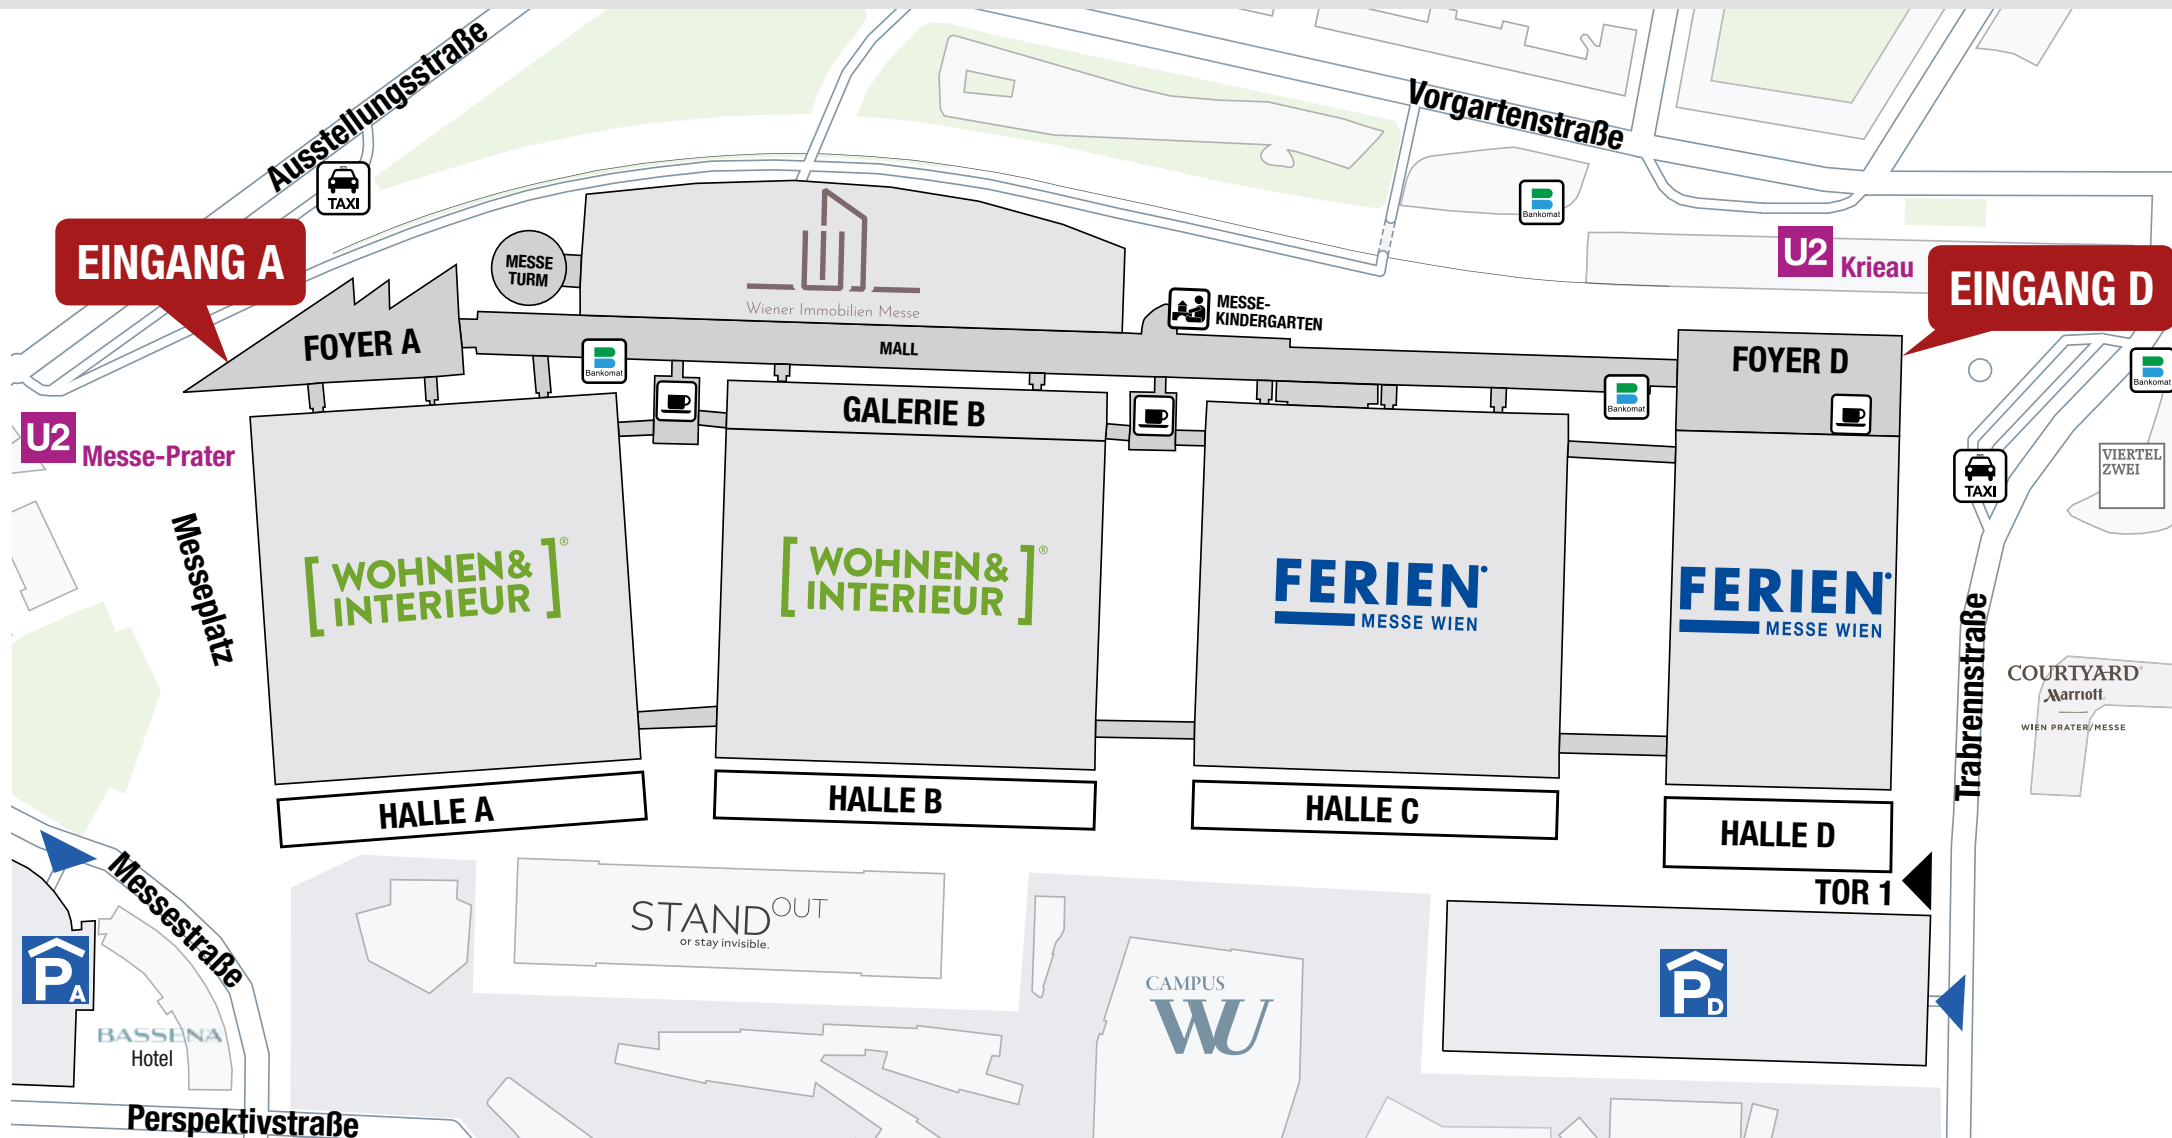 Ausstellungsstraße
Vorgartenstraße
TAXI
Bankomat
EINGANG A
MESSE
TURM
Wiener Immobilien Messe
U2 Krieau
EINGANG D
MESSE-
KINDERGARTEN
FOYER A
MALL
FOYER D
Bankomat
Bankomat
Bankomat
GALERIE B
U2 Messe-Prater
VIERTEL
ZWEI
TAXI
Messeplatz
[WOHNEN&
INTERIEUR]®
[WOHNEN&
INTERIEUR]®
FERIEN
MESSE WIEN
FERIEN
MESSE WIEN
Trabrennstraße
COURTYARD®
Marriott
WIEN PRATER/MESSE
HALLE A
HALLE B
HALLE C
HALLE D
TOR 1
Messestraße
STANDOUT
or stay invisible.
PA
CAMPUS
WU
PD
BASSENA
Hotel
Perspektivstraße